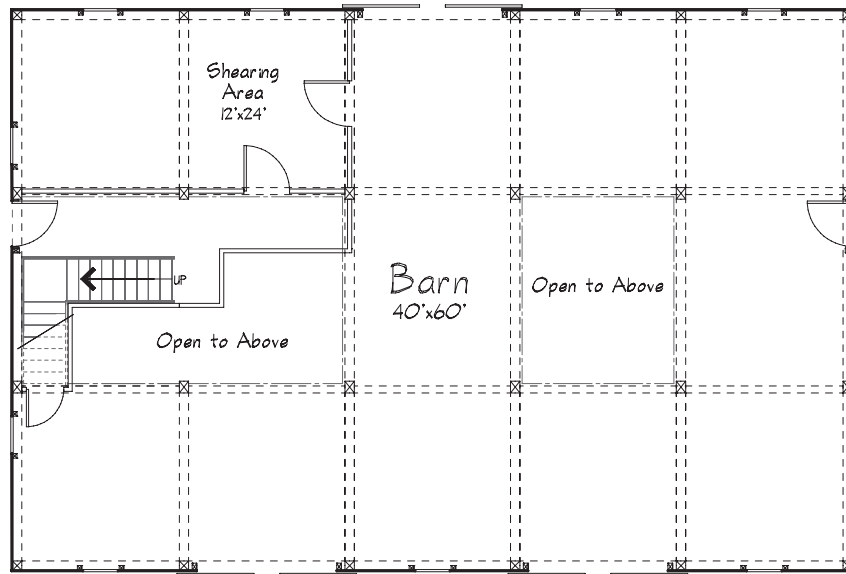 Shearing
Area
12'x24'
UP
Barn
40'x60'
Open to Above
Open to Above